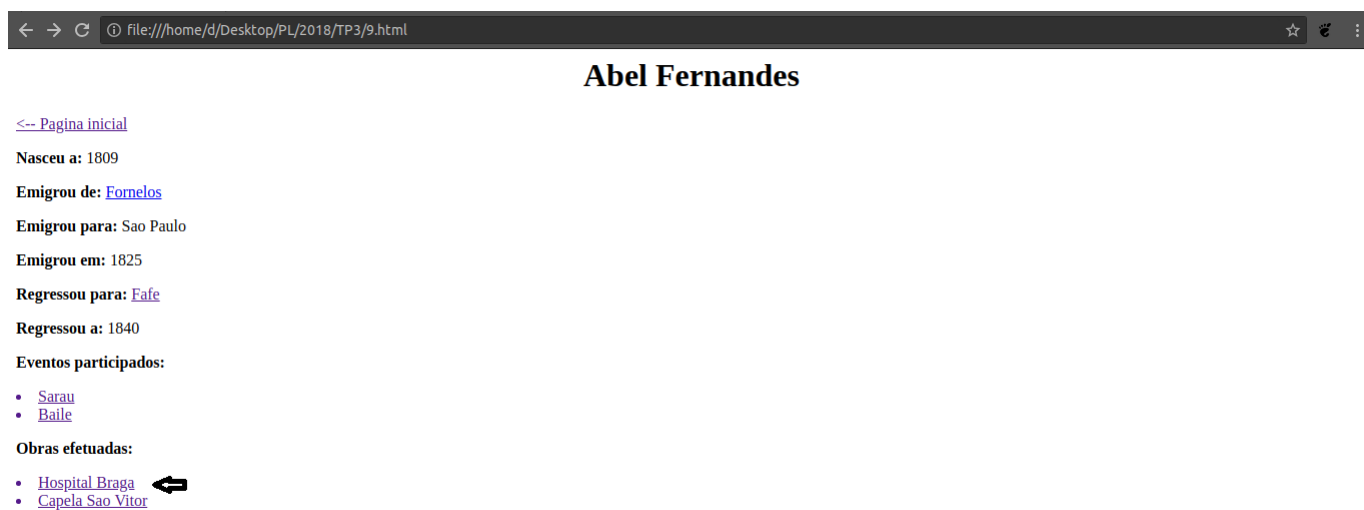 file:///home/d/Desktop/PL/2018/TP3/9.html
Abel Fernandes
<-- Pagina inicial
Nasceu a: 1809
Emigrou de: Fornelos
Emigrou para: Sao Paulo
Emigrou em: 1825
Regressou para: Fafe
Regressou a: 1840
Eventos participados:
• Sarau
• Baile
Obras efetuadas:
• Hospital Braga
• Capela Sao Vitor